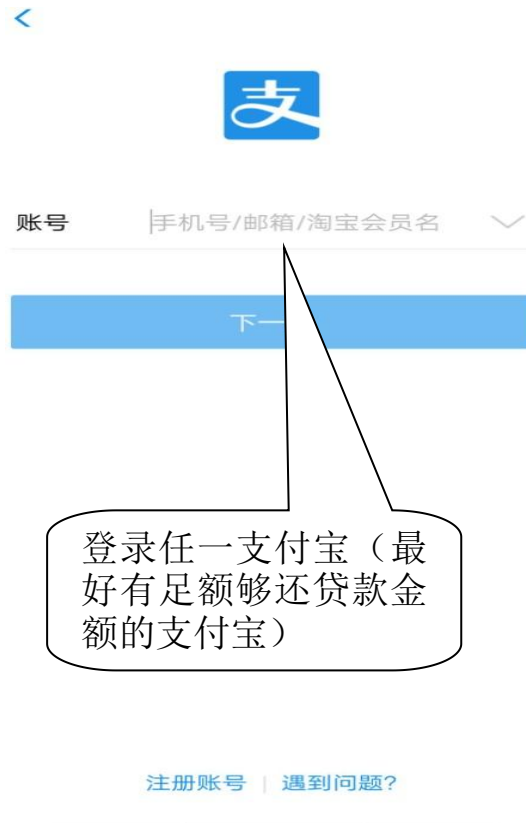 支
账号 手机号/邮箱/淘宝会员名
下一
登录任一支付宝（最
好有足额够还贷款金
额的支付宝）
注册账号 | 遇到问题?